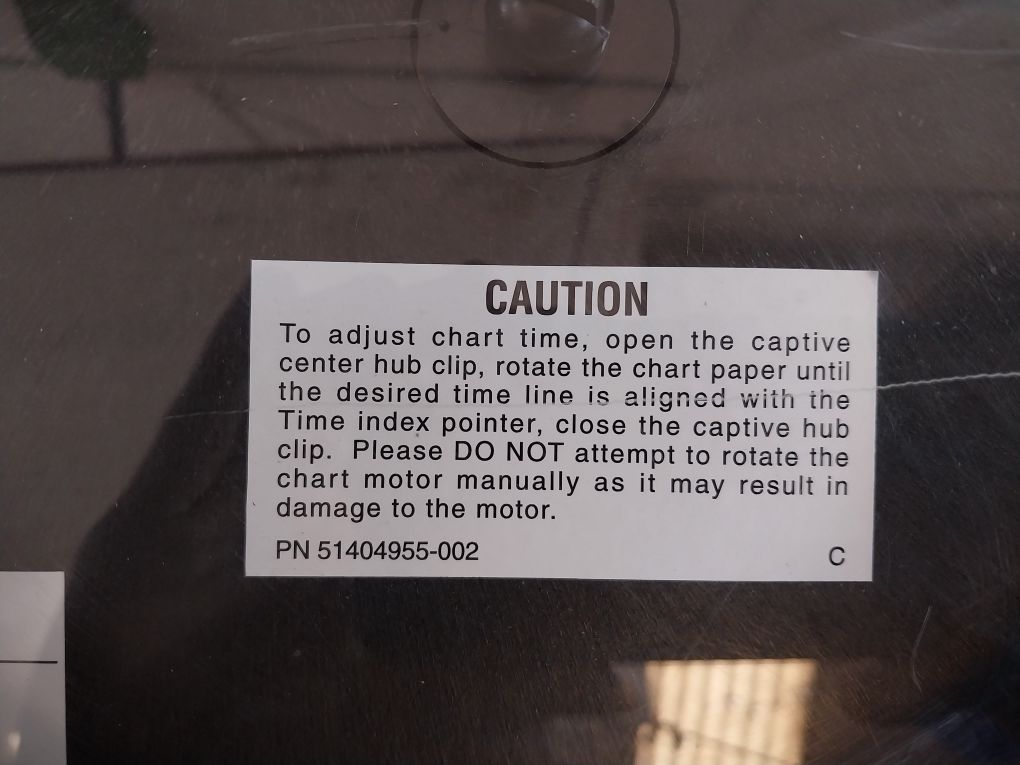 CAUTION
To adjust chart time, open the captive
center hub clip, rotate the chart paper until
the desired time line is aligned with the
Time index pointer, close the captive hub
clip. Please DO NOT attempt to rotate the
chart motor manually as it may result in
damage to the motor.
PN 51404955-002 C